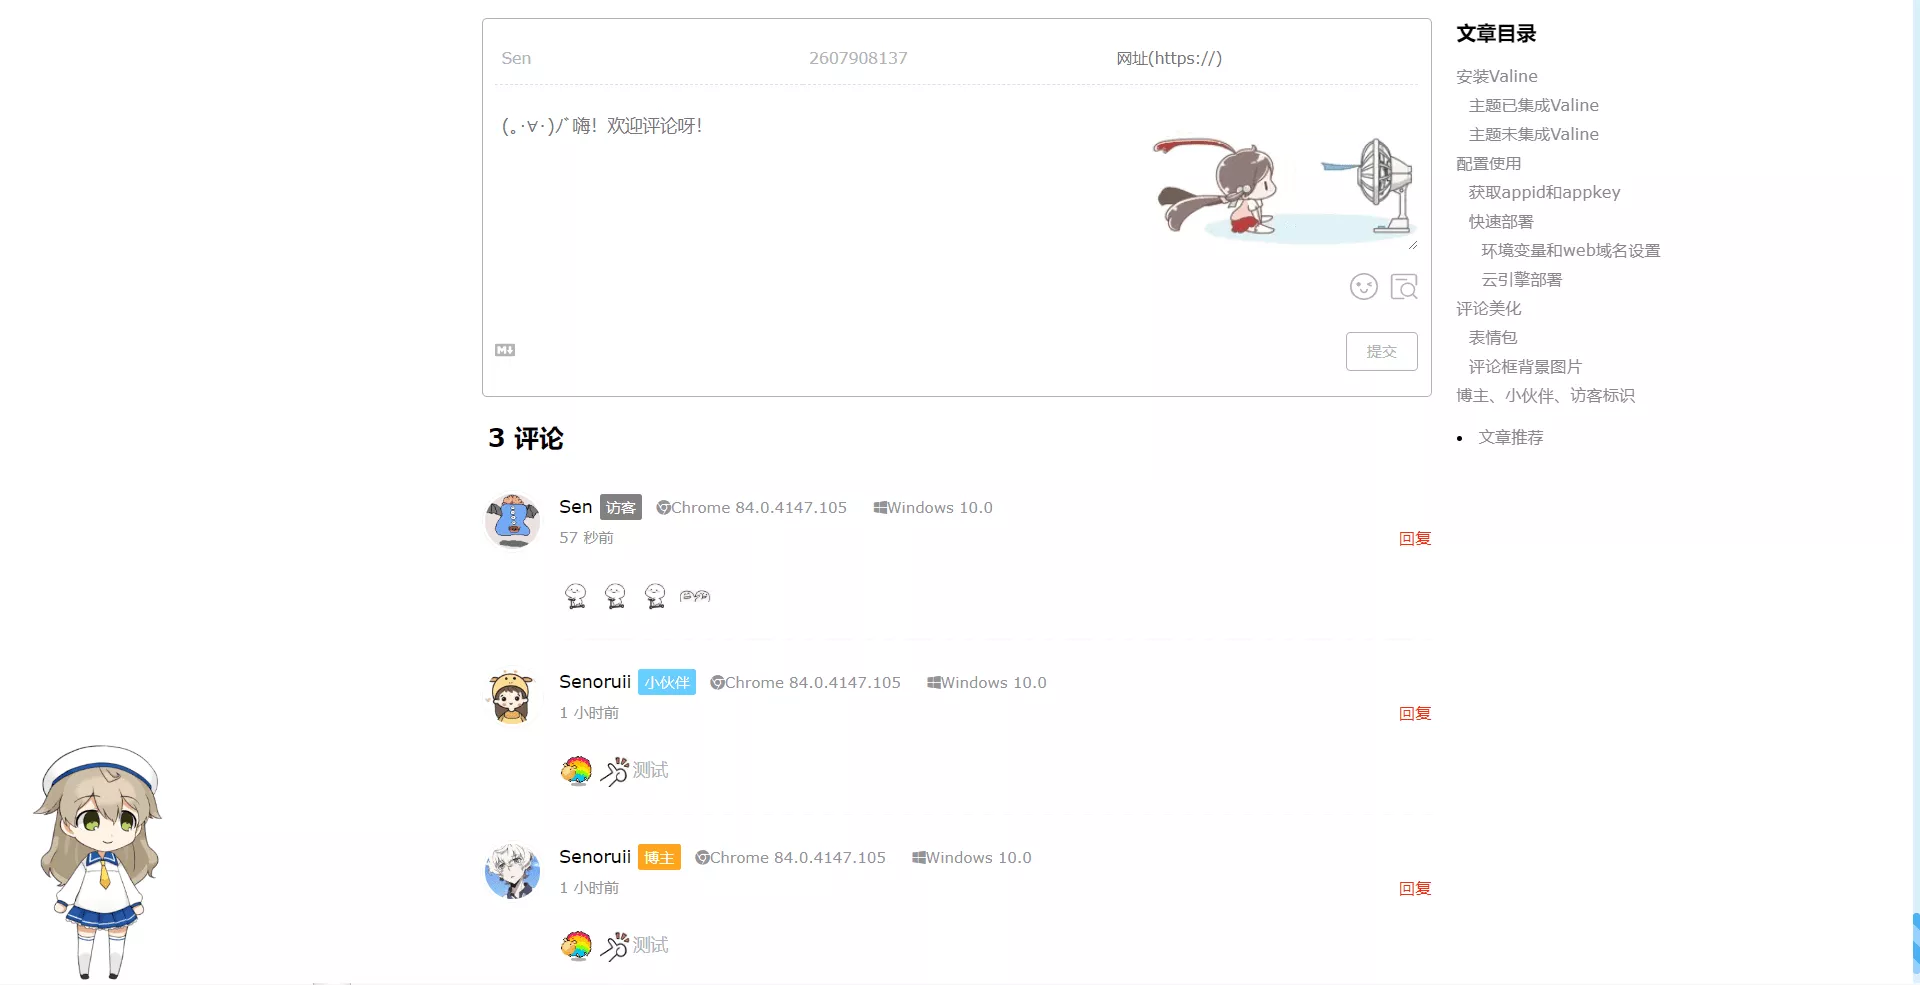 Sen 2607908137 网址(https://)
(｡･∀･)ﾉﾞ嗨！欢迎评论呀！
M↓
提交
3 评论
Sen 访客 Chrome 84.0.4147.105 Windows 10.0
57 秒前 回复
Senoruii 小伙伴 Chrome 84.0.4147.105 Windows 10.0
1 小时前 回复
测试
Senoruii 博主 Chrome 84.0.4147.105 Windows 10.0
1 小时前 回复
测试
文章目录
安装Valine
主题已集成Valine
主题未集成Valine
配置使用
获取appid和appkey
快速部署
环境变量和web域名设置
云引擎部署
评论美化
表情包
评论框背景图片
博主、小伙伴、访客标识
• 文章推荐